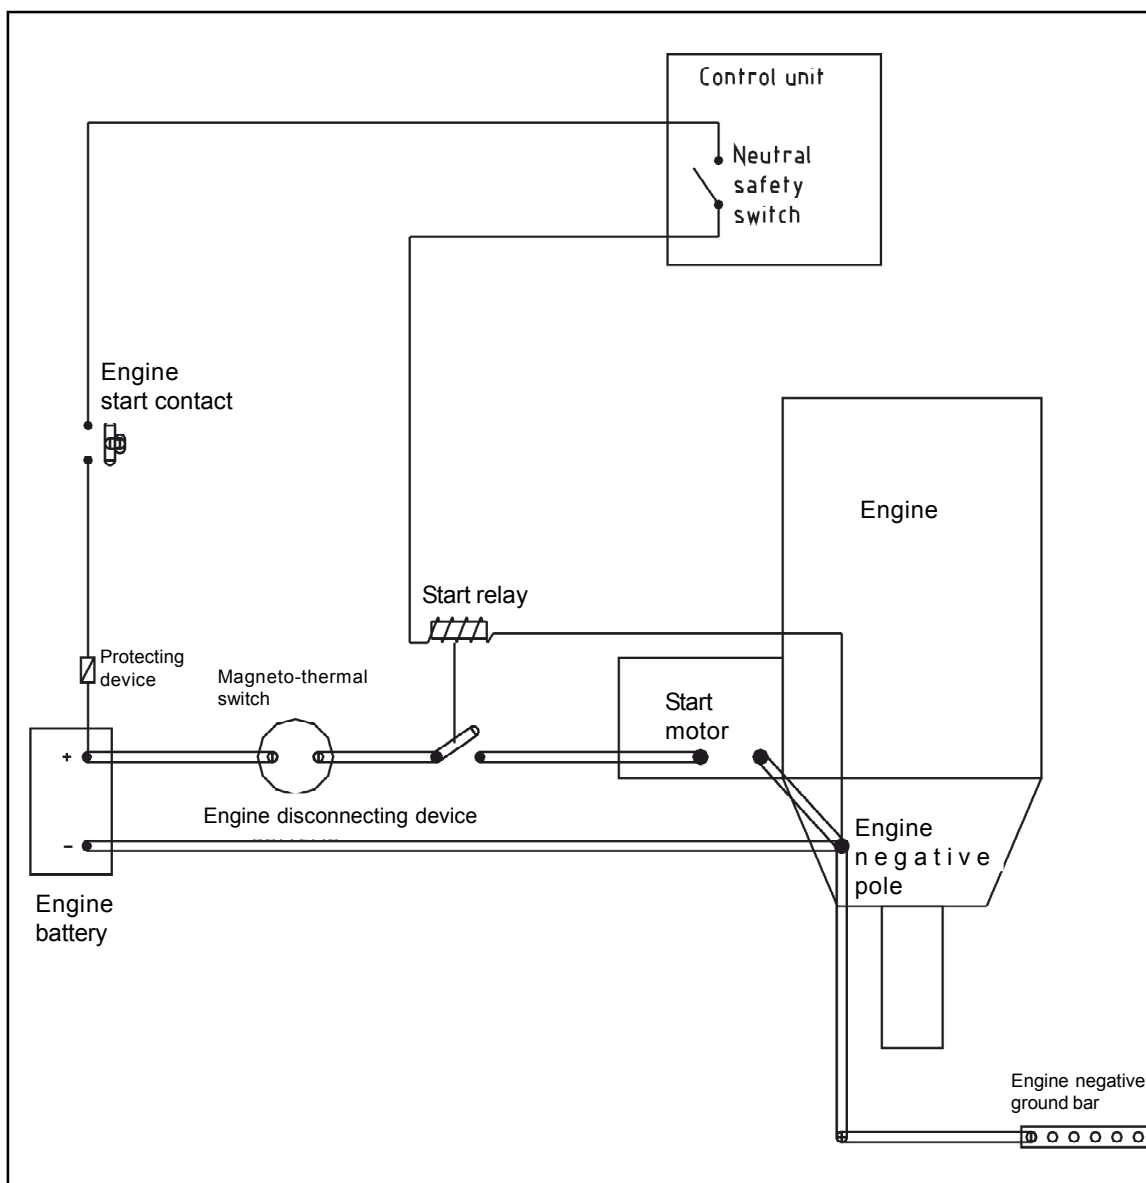 Control unit
Neutral
safety
switch
Engine
start contact
Engine
Start relay
Protecting
device
Magneto-thermal
switch
Start
motor
+
Engine disconnecting device
–
Engine
negative
pole
Engine
battery
Engine negative
ground bar